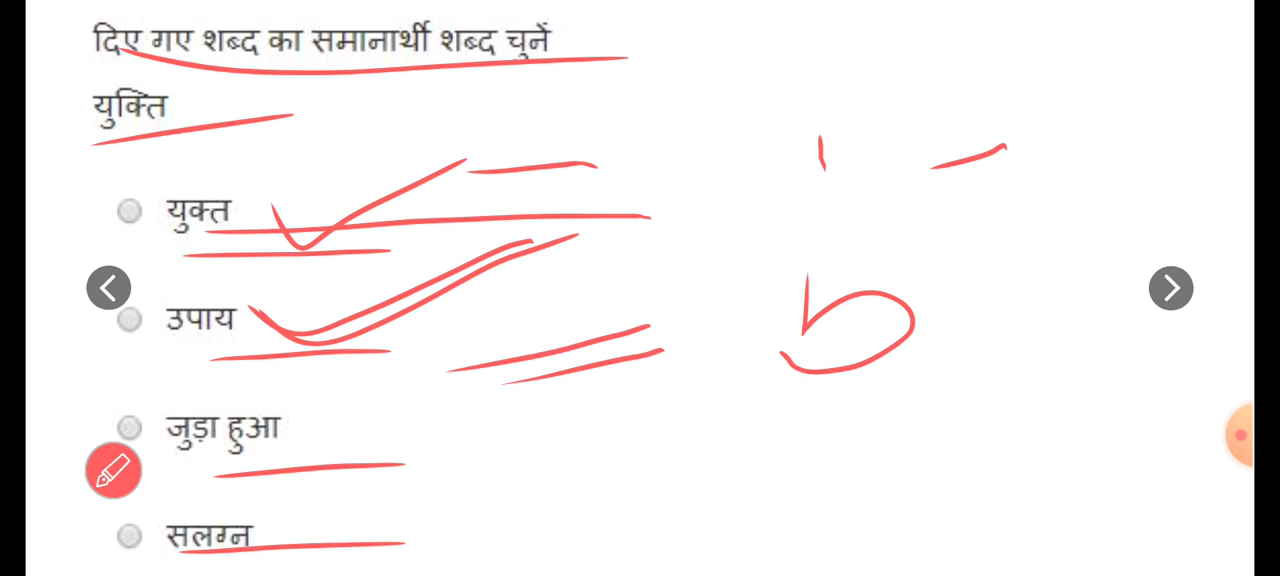 दिए गए शब्द का समानार्थी शब्द चुनें
युक्ति
युक्त
उपाय
जुड़ा हुआ
सलग्न
b